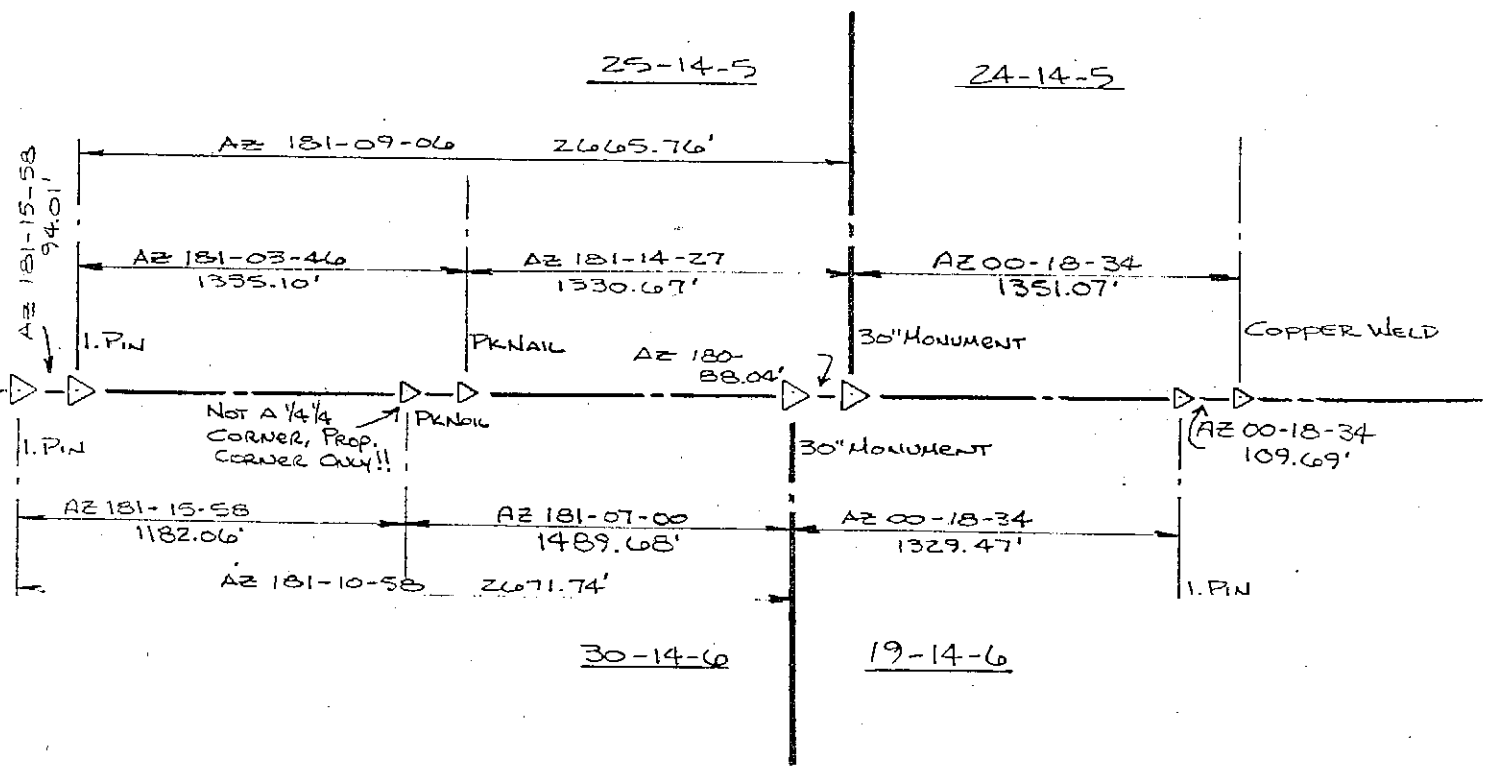 25-14-5
24-14-5
AZ 181-09-06 2665.76'
AZ 181-15-58
94.01'
AZ 181-03-46
1335.10'
AZ 181-14-27
1330.67'
AZ 00-18-34
1351.07'
I.PIN
PKNAIL
30" MONUMENT
COPPER WELD
AZ 180-
88.04'
NOT A 1/4 1/4
CORNER, PROP.
CORNER ONLY!!
PKNAIL
I.PIN
30" MONUMENT
AZ 00-18-34
109.69'
AZ 181-15-58
1182.06'
AZ 181-07-00
1489.68'
AZ 00-18-34
1329.47'
AZ 181-10-58 2671.74'
I.PIN
30-14-6
19-14-6